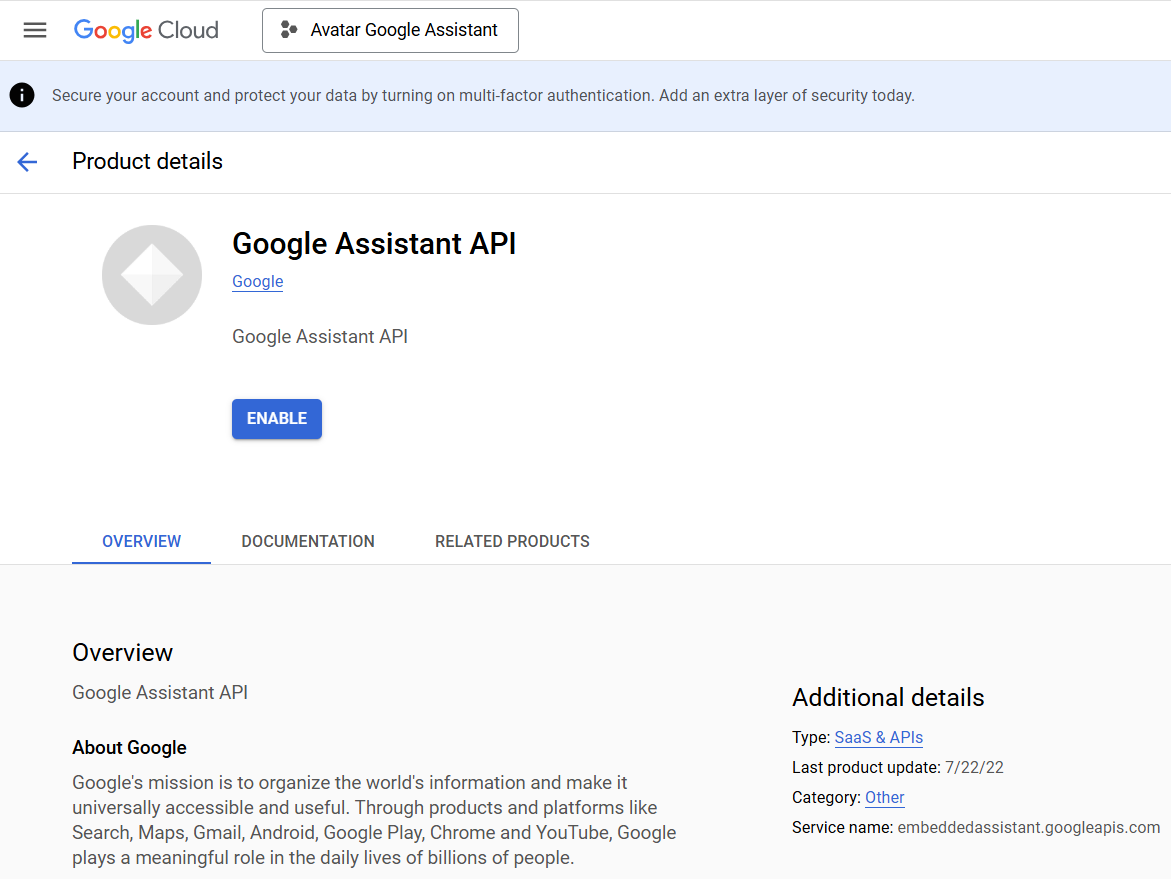 Google Cloud
Avatar Google Assistant
Secure your account and protect your data by turning on multi-factor authentication. Add an extra layer of security today.
Product details
Google Assistant API
Google
Google Assistant API
ENABLE
OVERVIEW DOCUMENTATION RELATED PRODUCTS
Overview
Google Assistant API
About Google
Google's mission is to organize the world's information and make it
universally accessible and useful. Through products and platforms like
Search, Maps, Gmail, Android, Google Play, Chrome and YouTube, Google
plays a meaningful role in the daily lives of billions of people.
Additional details
Type: SaaS & APIs
Last product update: 7/22/22
Category: Other
Service name: embeddedassistant.googleapis.com